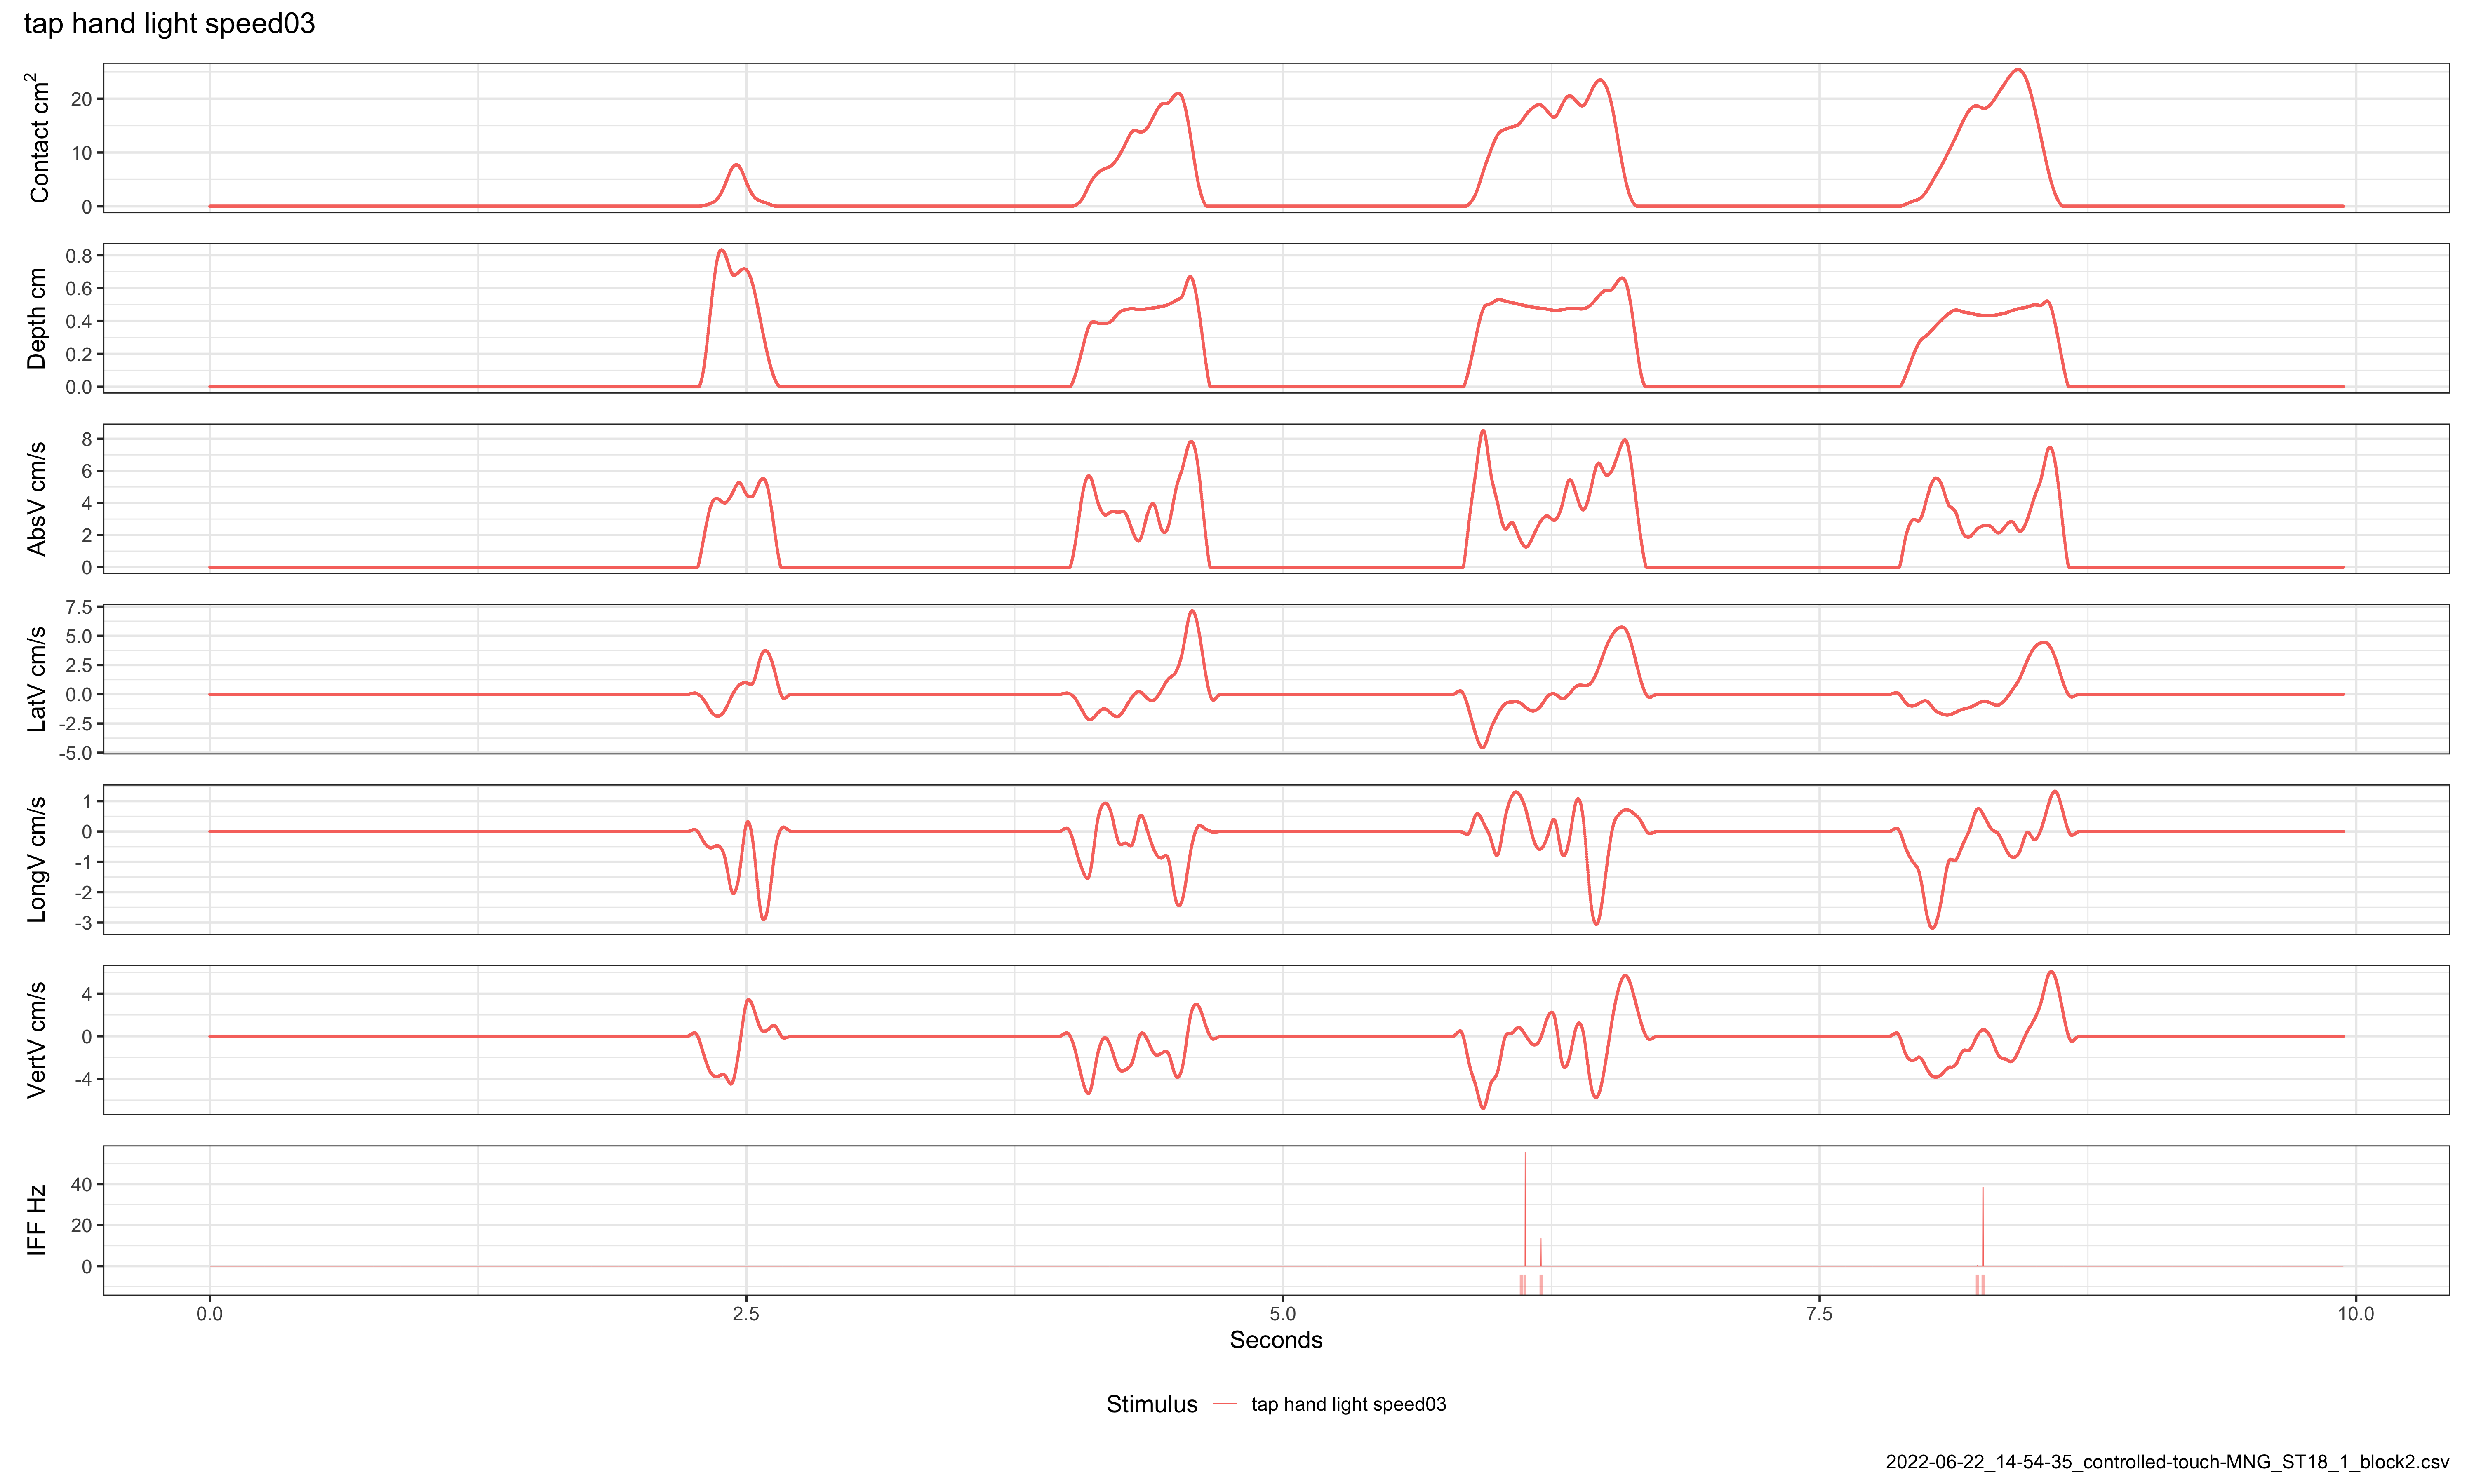 tap hand light speed03
Contact cm²
20
10
0
Depth cm
0.8
0.6
0.4
0.2
0.0
AbsV cm/s
8
6
4
2
0
LatV cm/s
7.5
5.0
2.5
0.0
-2.5
-5.0
LongV cm/s
1
0
-1
-2
-3
VertV cm/s
4
0
-4
IFF Hz
40
20
0
0.0 2.5 5.0 7.5 10.0
Seconds
Stimulus tap hand light speed03
2022-06-22_14-54-35_controlled-touch-MNG_ST18_1_block2.csv